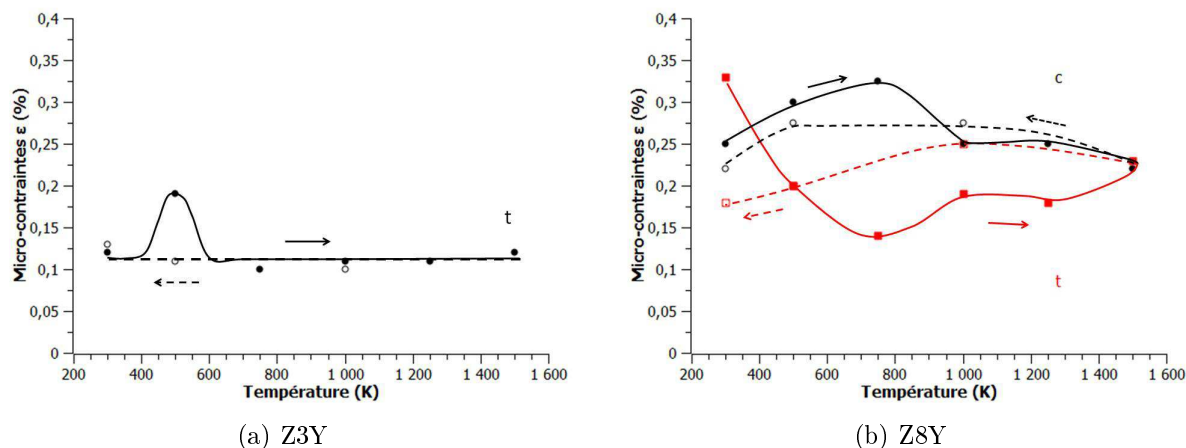 0,4
0,35
0,3
0,25
0,2
0,15
0,1
0,05
0
Micro-contraintes ε (%)
t
200 400 600 800 1 000 1 200 1 400 1 600
Température (K)
(a) Z3Y
0,4
0,35
0,3
0,25
0,2
0,15
0,1
0,05
0
Micro-contraintes ε (%)
c
t
200 400 600 800 1 000 1 200 1 400 1 600
Température (K)
(b) Z8Y